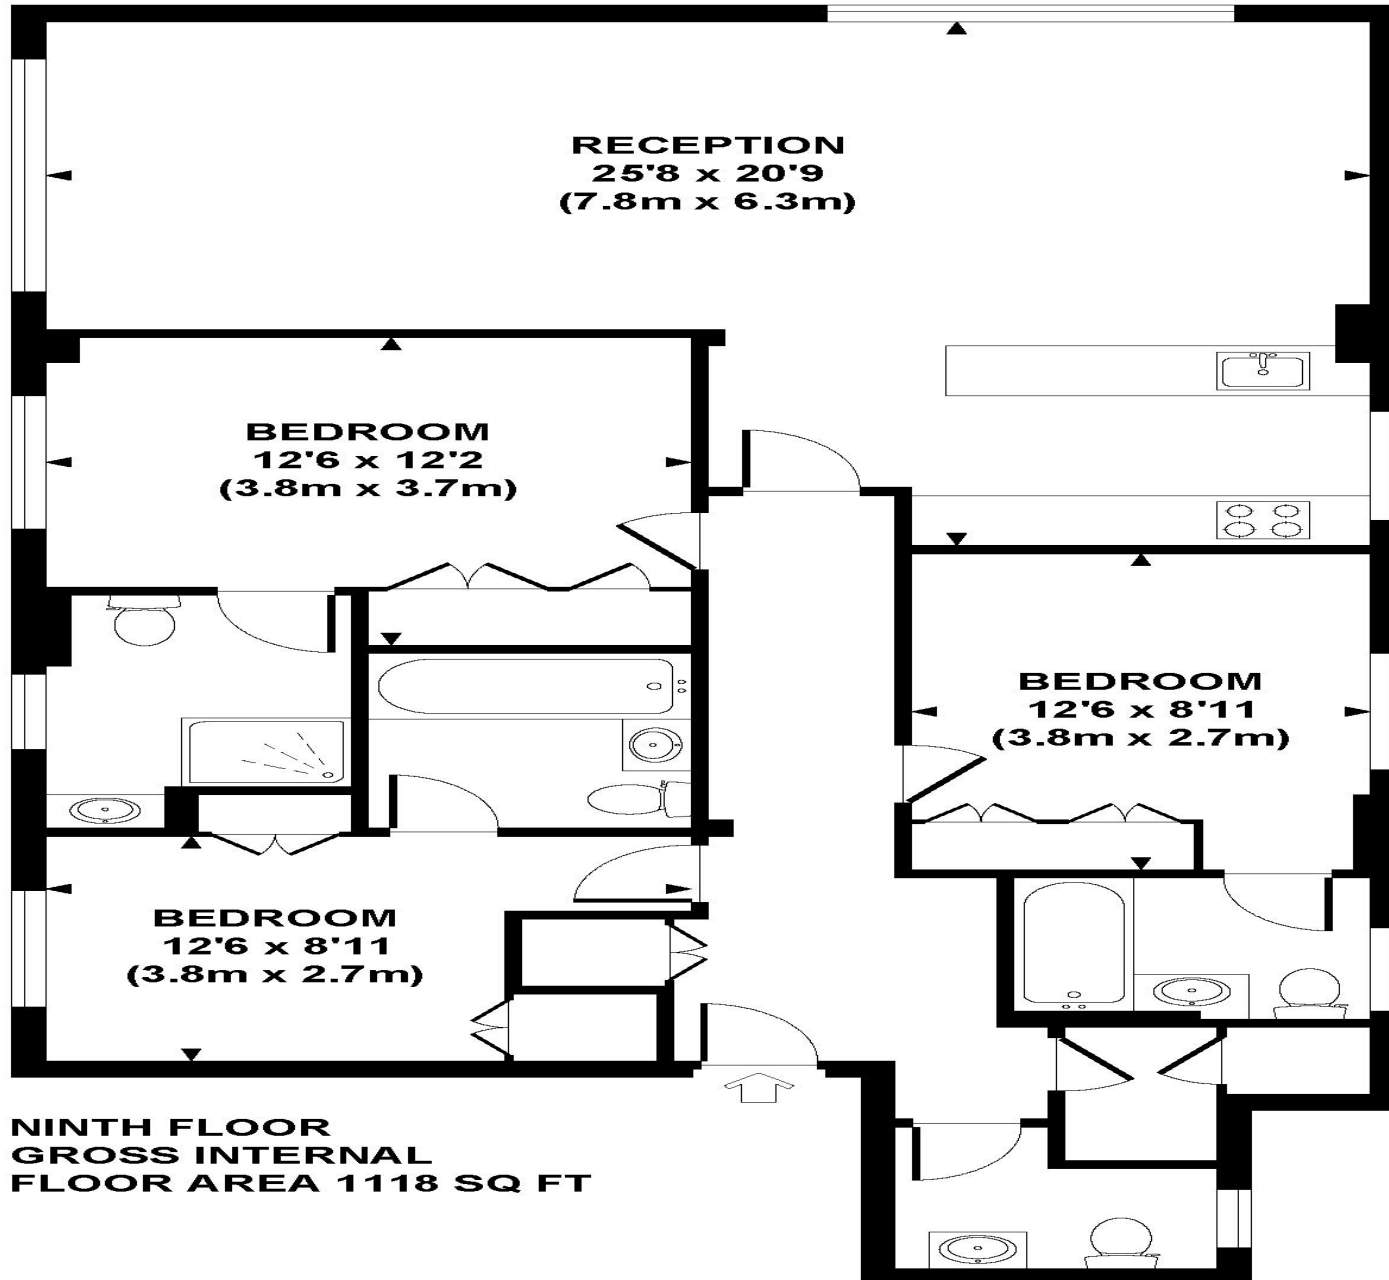 RECEPTION
25'8 x 20'9
(7.8m x 6.3m)
BEDROOM
12'6 x 12'2
(3.8m x 3.7m)
BEDROOM
12'6 x 8'11
(3.8m x 2.7m)
BEDROOM
12'6 x 8'11
(3.8m x 2.7m)
NINTH FLOOR
GROSS INTERNAL
FLOOR AREA 1118 SQ FT